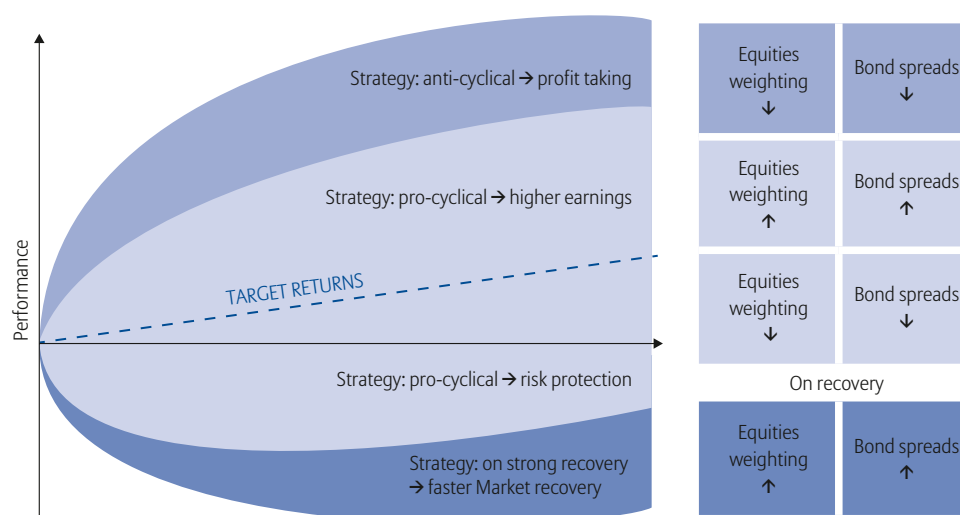 Performance
Strategy: anti-cyclical → profit taking
Strategy: pro-cyclical → higher earnings
TARGET RETURNS
Strategy: pro-cyclical → risk protection
Strategy: on strong recovery
→ faster Market recovery
Equities
weighting
↓
Bond spreads
↓
Equities
weighting
↑
Bond spreads
↑
Equities
weighting
↓
Bond spreads
↓
On recovery
Equities
weighting
↑
Bond spreads
↑